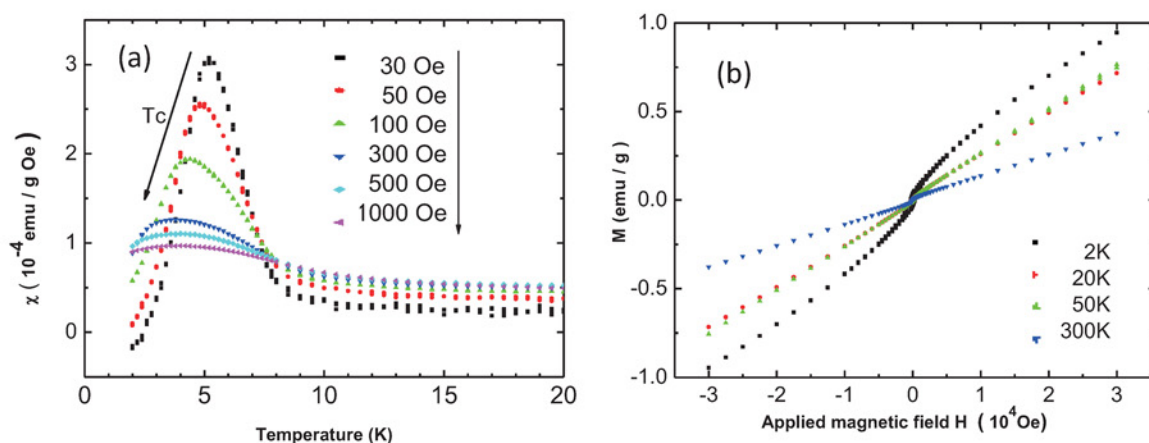 (a)
Tc
30 Oe
50 Oe
100 Oe
300 Oe
500 Oe
1000 Oe
χ ( 10⁻⁴ emu / g Oe)
3
2
1
0
0 5 10 15 20
Temperature (K)
(b)
M (emu / g)
1.0
0.5
0.0
-0.5
-1.0
2K
20K
50K
300K
-3 -2 -1 0 1 2 3
Applied magnetic field H ( 10⁴Oe)